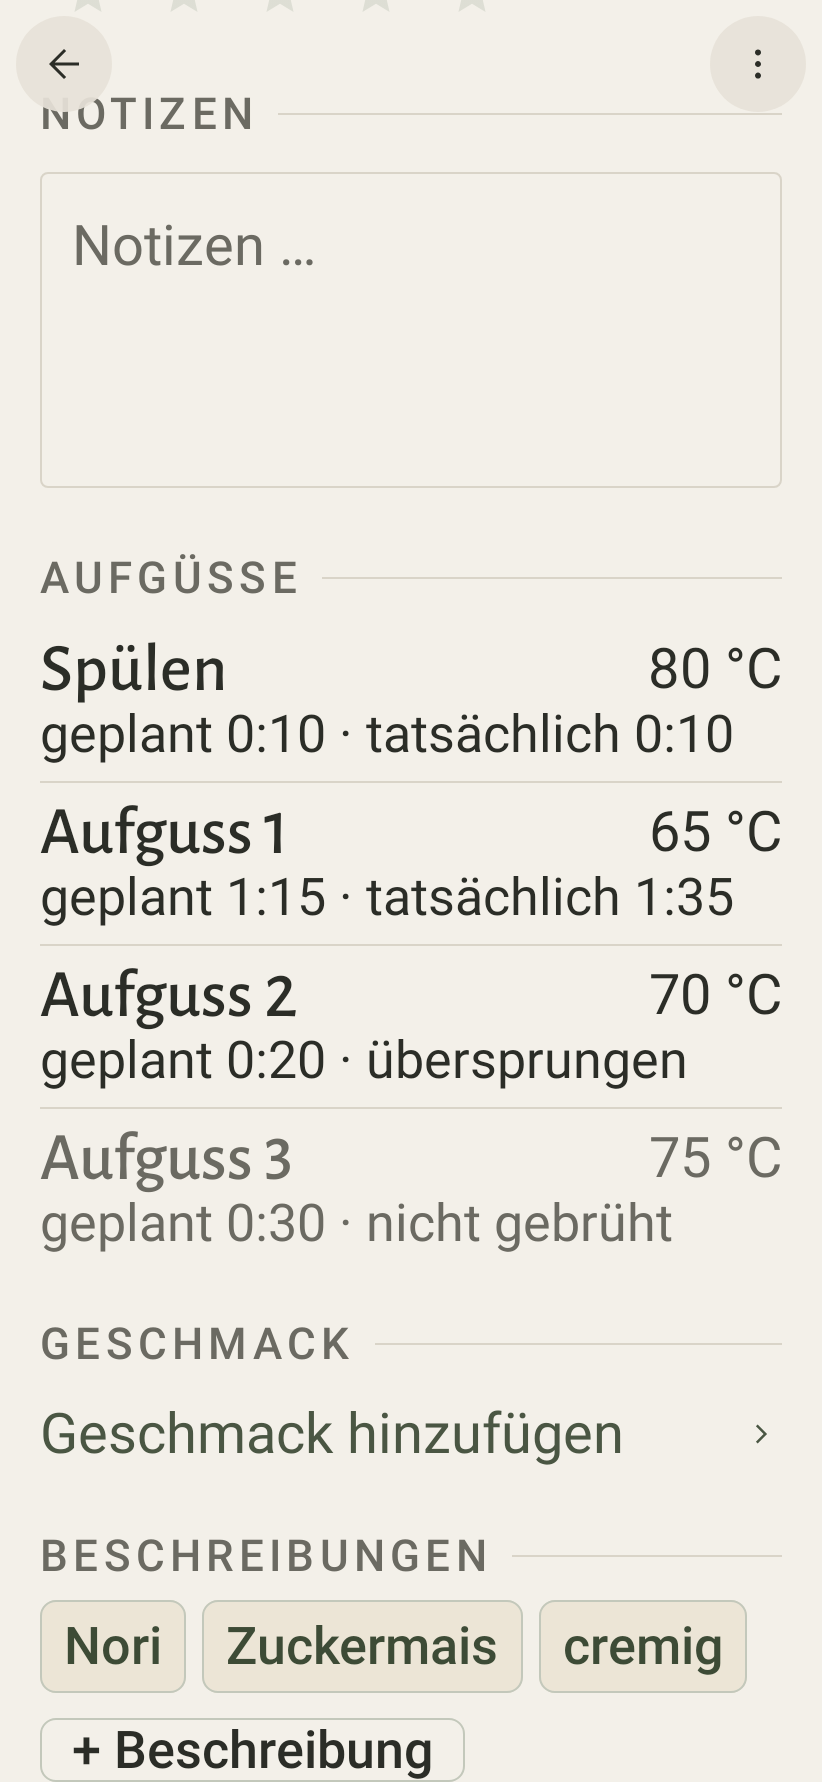 NOTIZEN
Notizen …
AUFGÜSSE
Spülen 80 °C
geplant 0:10 · tatsächlich 0:10
Aufguss 1 65 °C
geplant 1:15 · tatsächlich 1:35
Aufguss 2 70 °C
geplant 0:20 · übersprungen
Aufguss 3 75 °C
geplant 0:30 · nicht gebrüht
GESCHMACK
Geschmack hinzufügen
BESCHREIBUNGEN
Nori Zuckermais cremig
+ Beschreibung